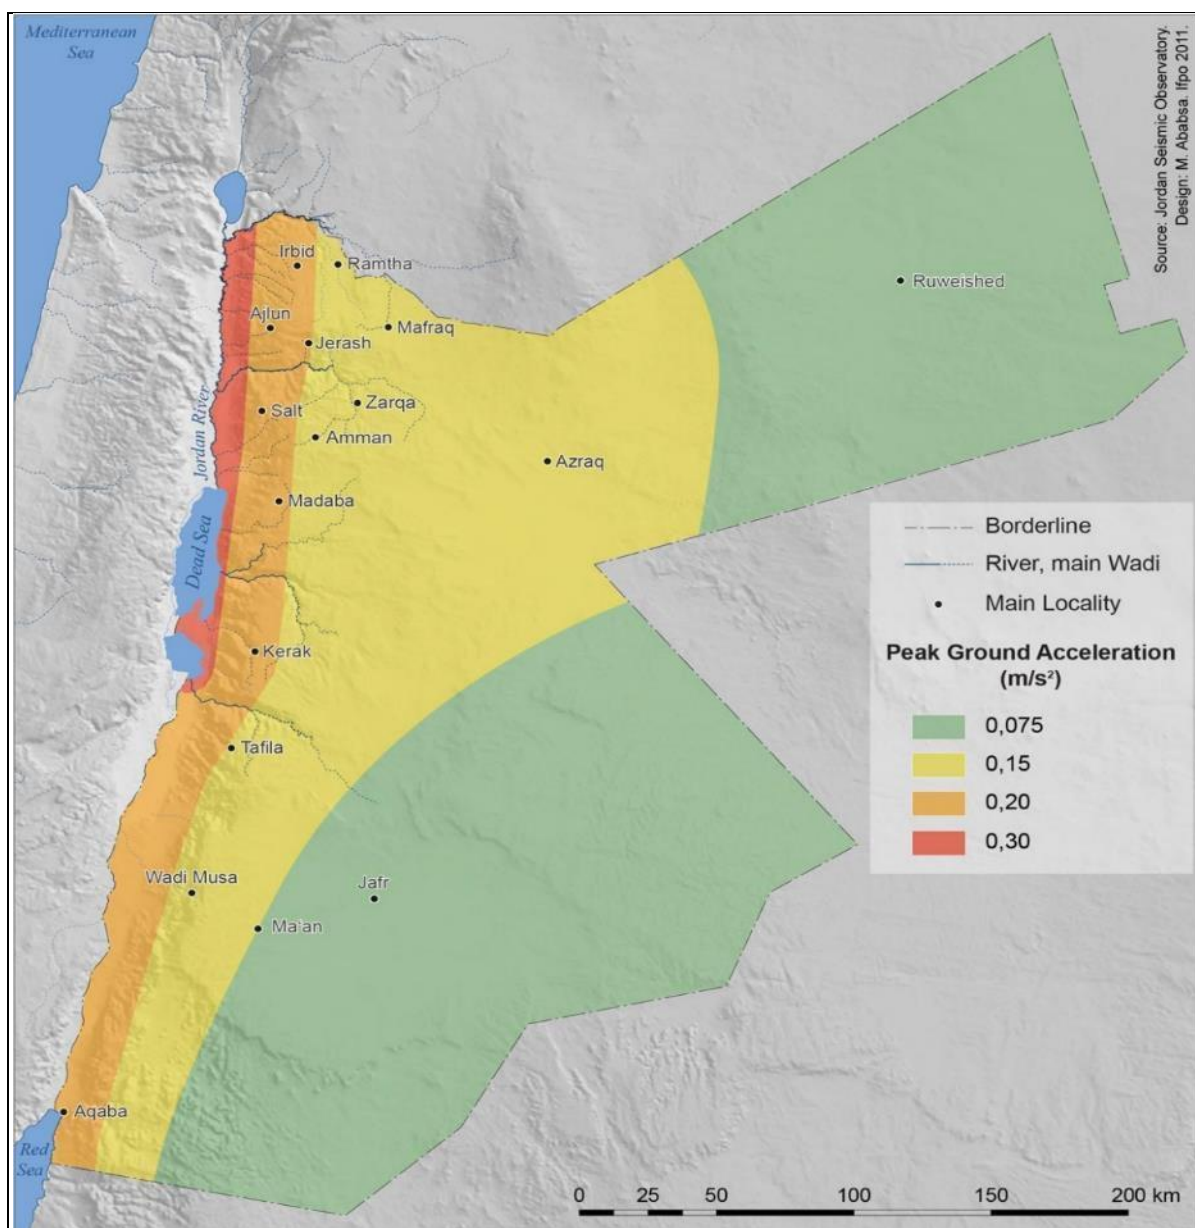 Mediterranean
Sea
Source: Jordan Seismic Observatory.
Design: M. Ababsa. Ifpo 2011.
Irbid
Ramtha
Ruweished
Ajlun
Mafraq
Jerash
Jordan River
Salt
Zarqa
Amman
Azraq
Madaba
Dead Sea
Kerak
Tafila
Wadi Musa
Jafr
Ma'an
Aqaba
Red
Sea
Borderline
River, main Wadi
Main Locality
Peak Ground Acceleration
(m/s²)
0,075
0,15
0,20
0,30
0 25 50 100 150 200 km